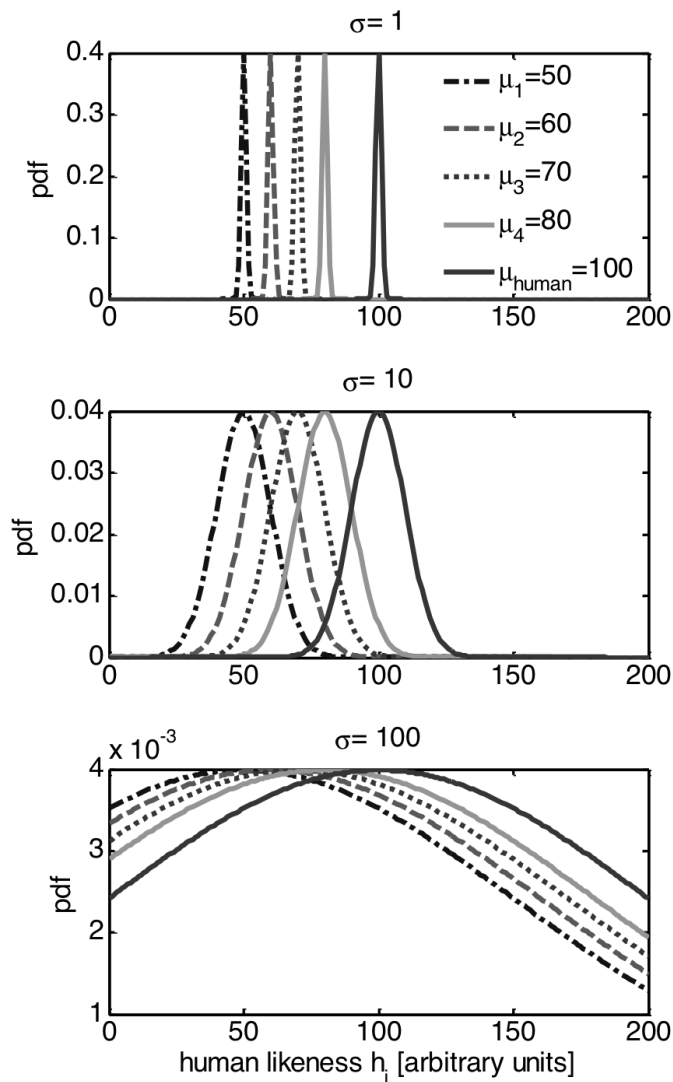 σ= 1
pdf
0.4
0.3
0.2
0.1
0
0 50 100 150 200
μ1=50
μ2=60
μ3=70
μ4=80
μhuman=100
σ= 10
pdf
0.04
0.03
0.02
0.01
0
0 50 100 150 200
x 10-3
σ= 100
pdf
4
3
2
1
0 50 100 150 200
human likeness hi [arbitrary units]